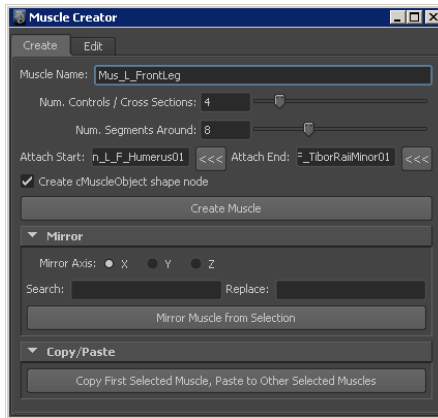 Muscle Creator
Create Edit
Muscle Name: Mus_L_FrontLeg
Num. Controls / Cross Sections: 4
Num. Segments Around: 8
Attach Start: n_L_F_Humerus01 <<< Attach End: F_TiborRaiiMinor01 <<<
Create cMuscleObject shape node
Create Muscle
Mirror
Mirror Axis: X Y Z
Search: Replace:
Mirror Muscle from Selection
Copy/Paste
Copy First Selected Muscle, Paste to Other Selected Muscles